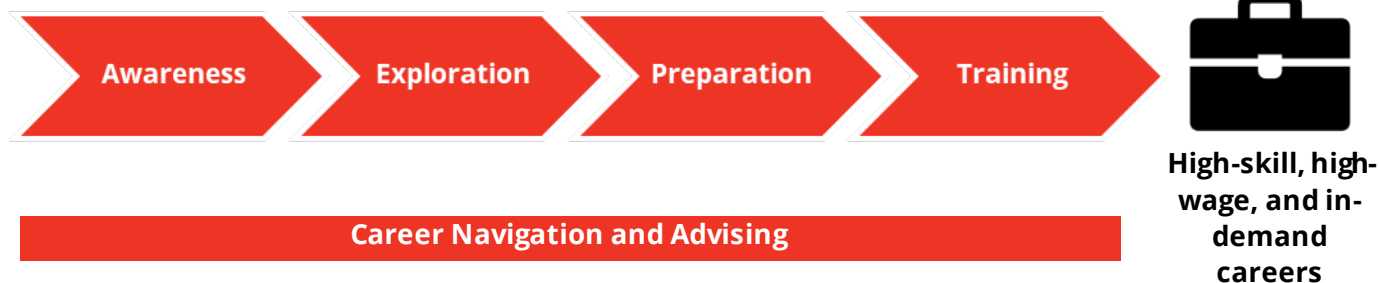 Awareness
Exploration
Preparation
Training
High-skill, high-
wage, and in-
demand
careers
Career Navigation and Advising